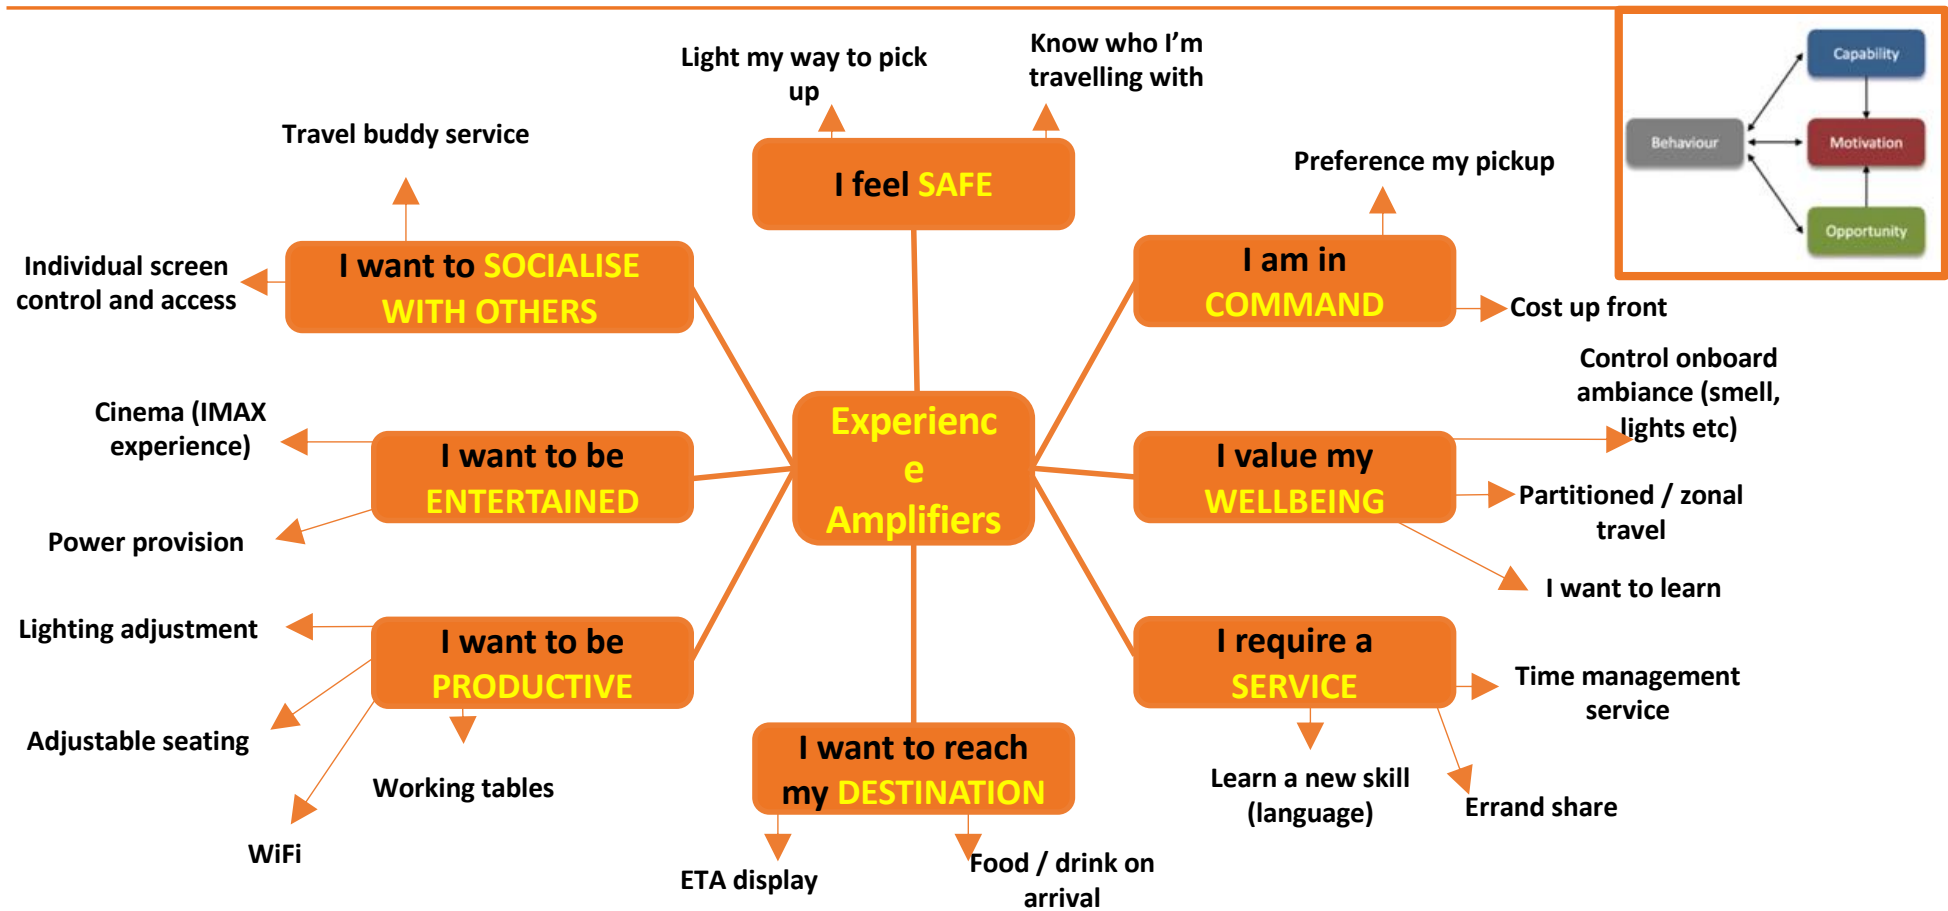 Light my way to pick
up
Know who I’m
travelling with
Capability
Behaviour
Motivation
Opportunity
Travel buddy service
I feel SAFE
Preference my pickup
Individual screen
control and access
I want to SOCIALISE
WITH OTHERS
I am in
COMMAND
Cost up front
Control onboard
ambiance (smell,
lights etc)
Cinema (IMAX
experience)
I want to be
ENTERTAINED
Experienc
e
Amplifiers
I value my
WELLBEING
Partitioned / zonal
travel
Power provision
I want to learn
Lighting adjustment
I want to be
PRODUCTIVE
I require a
SERVICE
Time management
service
Adjustable seating
Working tables
WiFi
I want to reach
my DESTINATION
Learn a new skill
(language)
Errand share
ETA display
Food / drink on
arrival